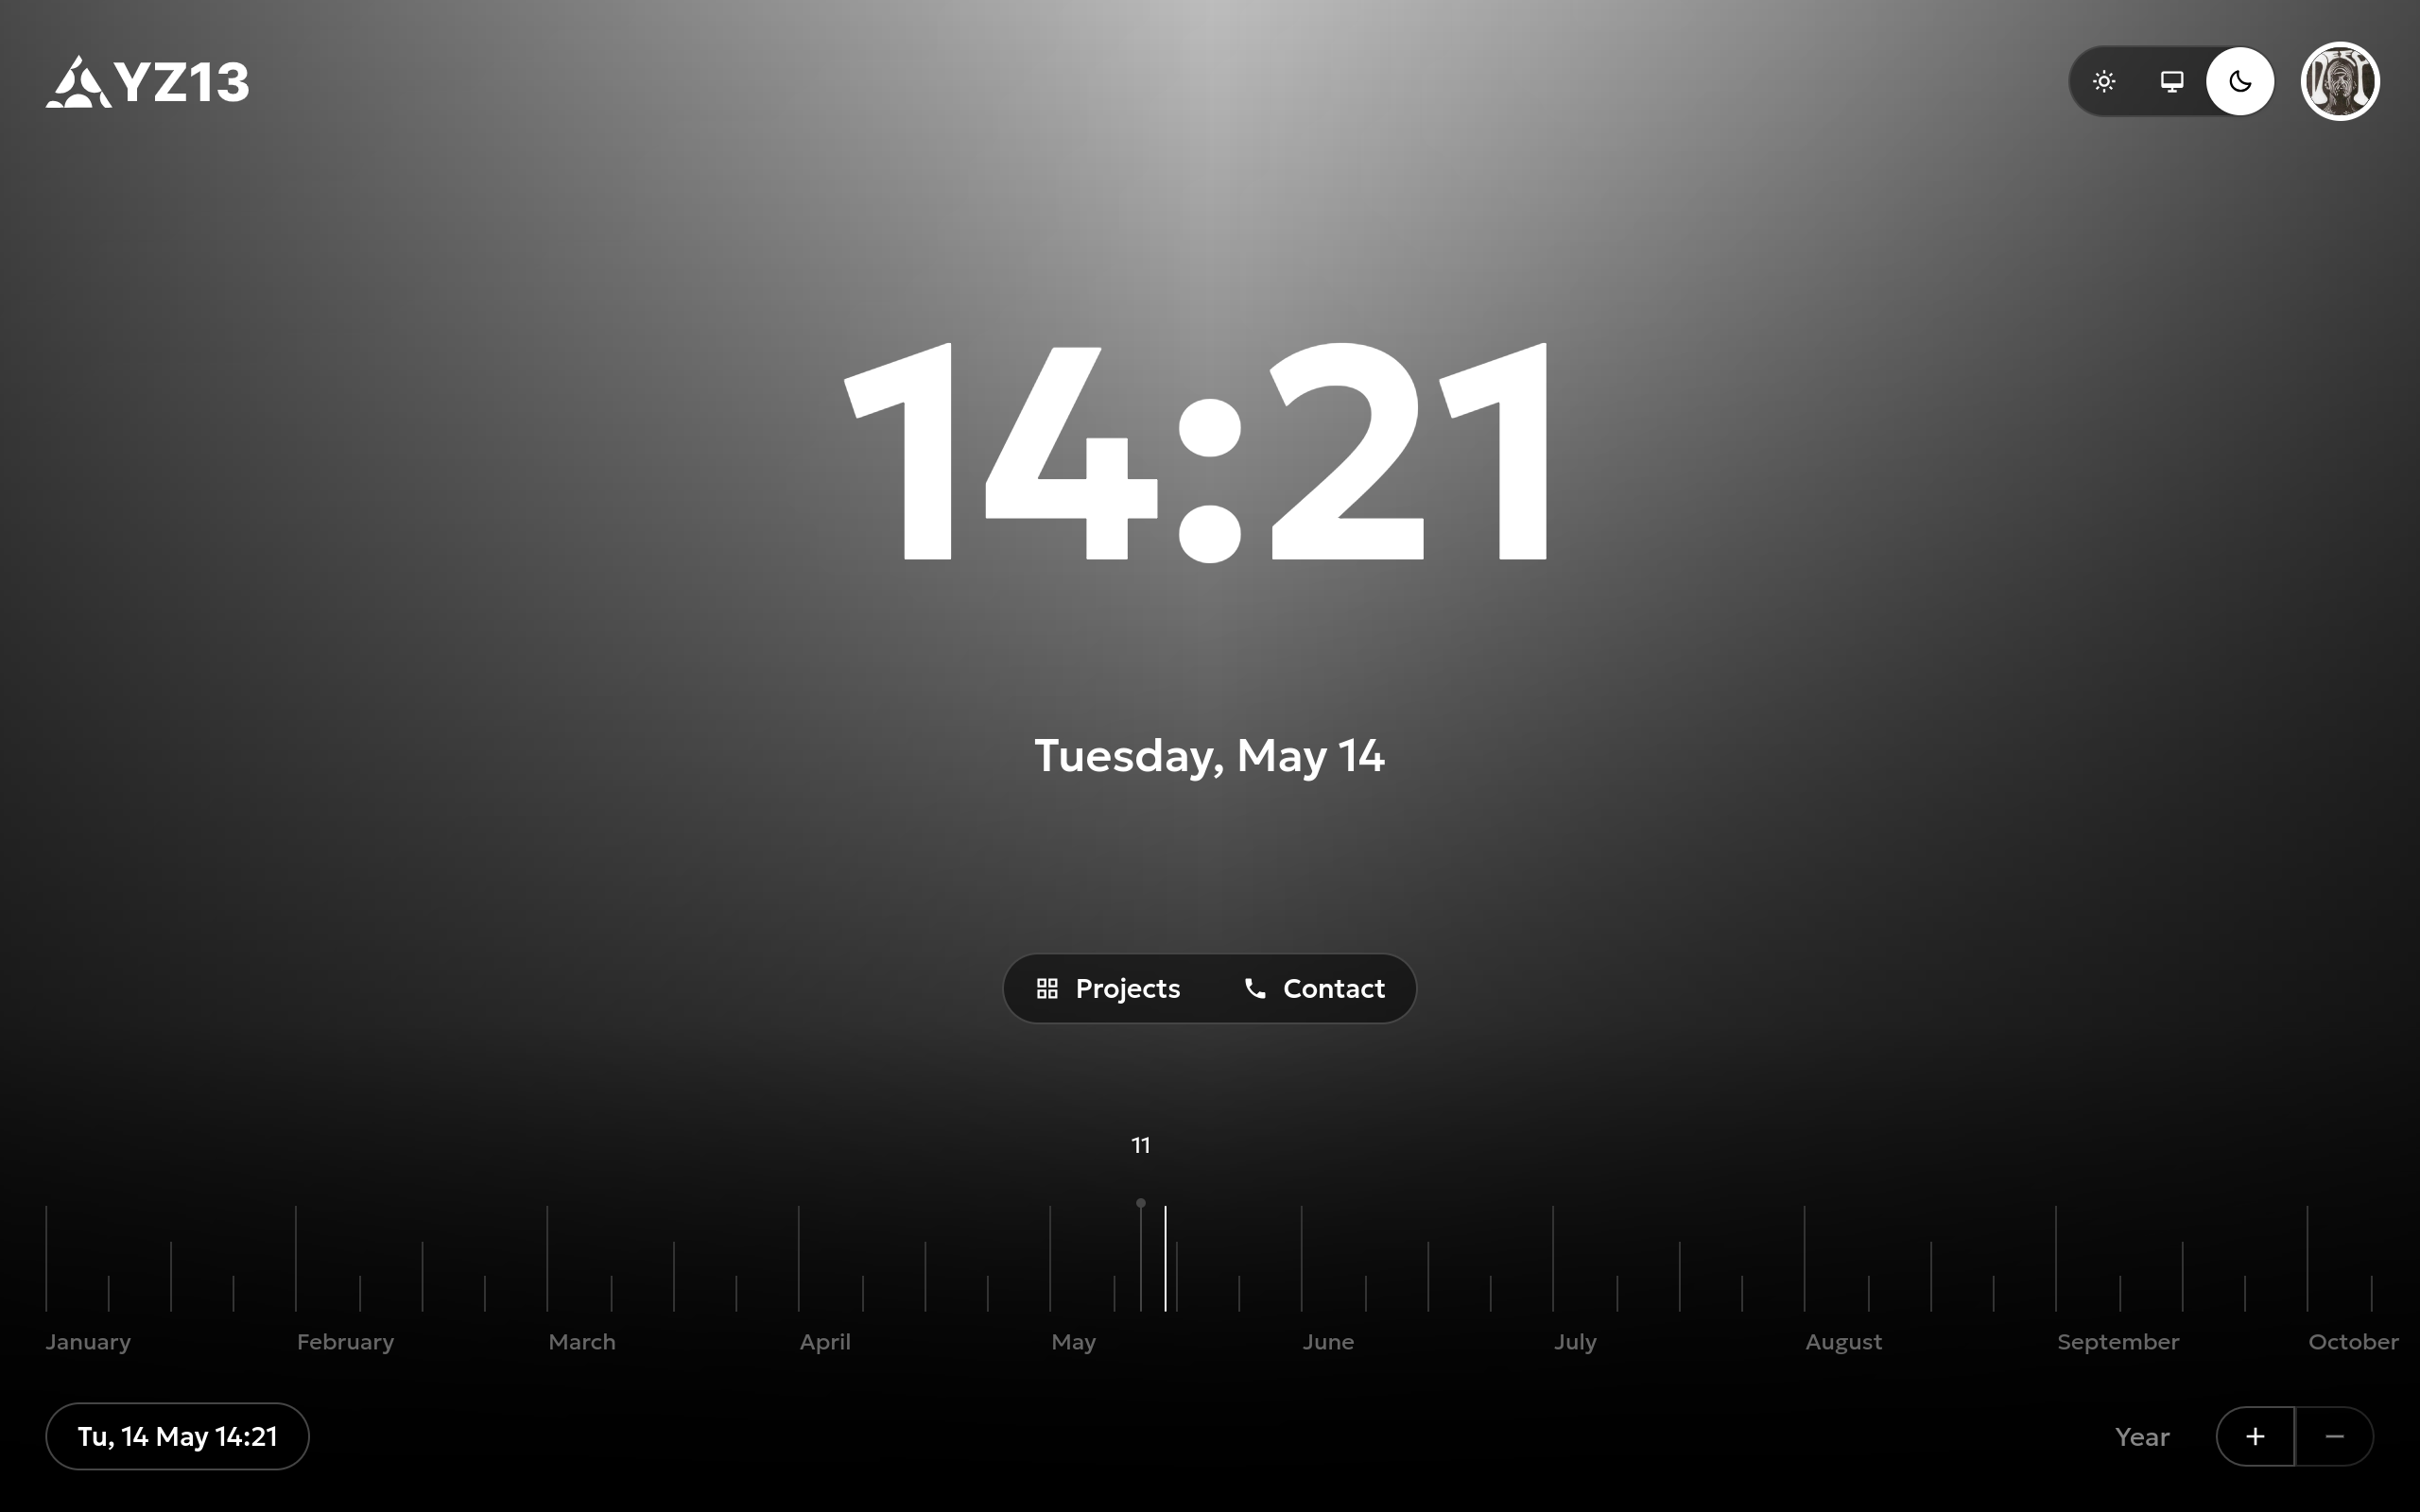 YZ13
14:21
Tuesday, May 14
Projects
Contact
11
January February March April May June July August September October
Tu, 14 May 14:21
Year